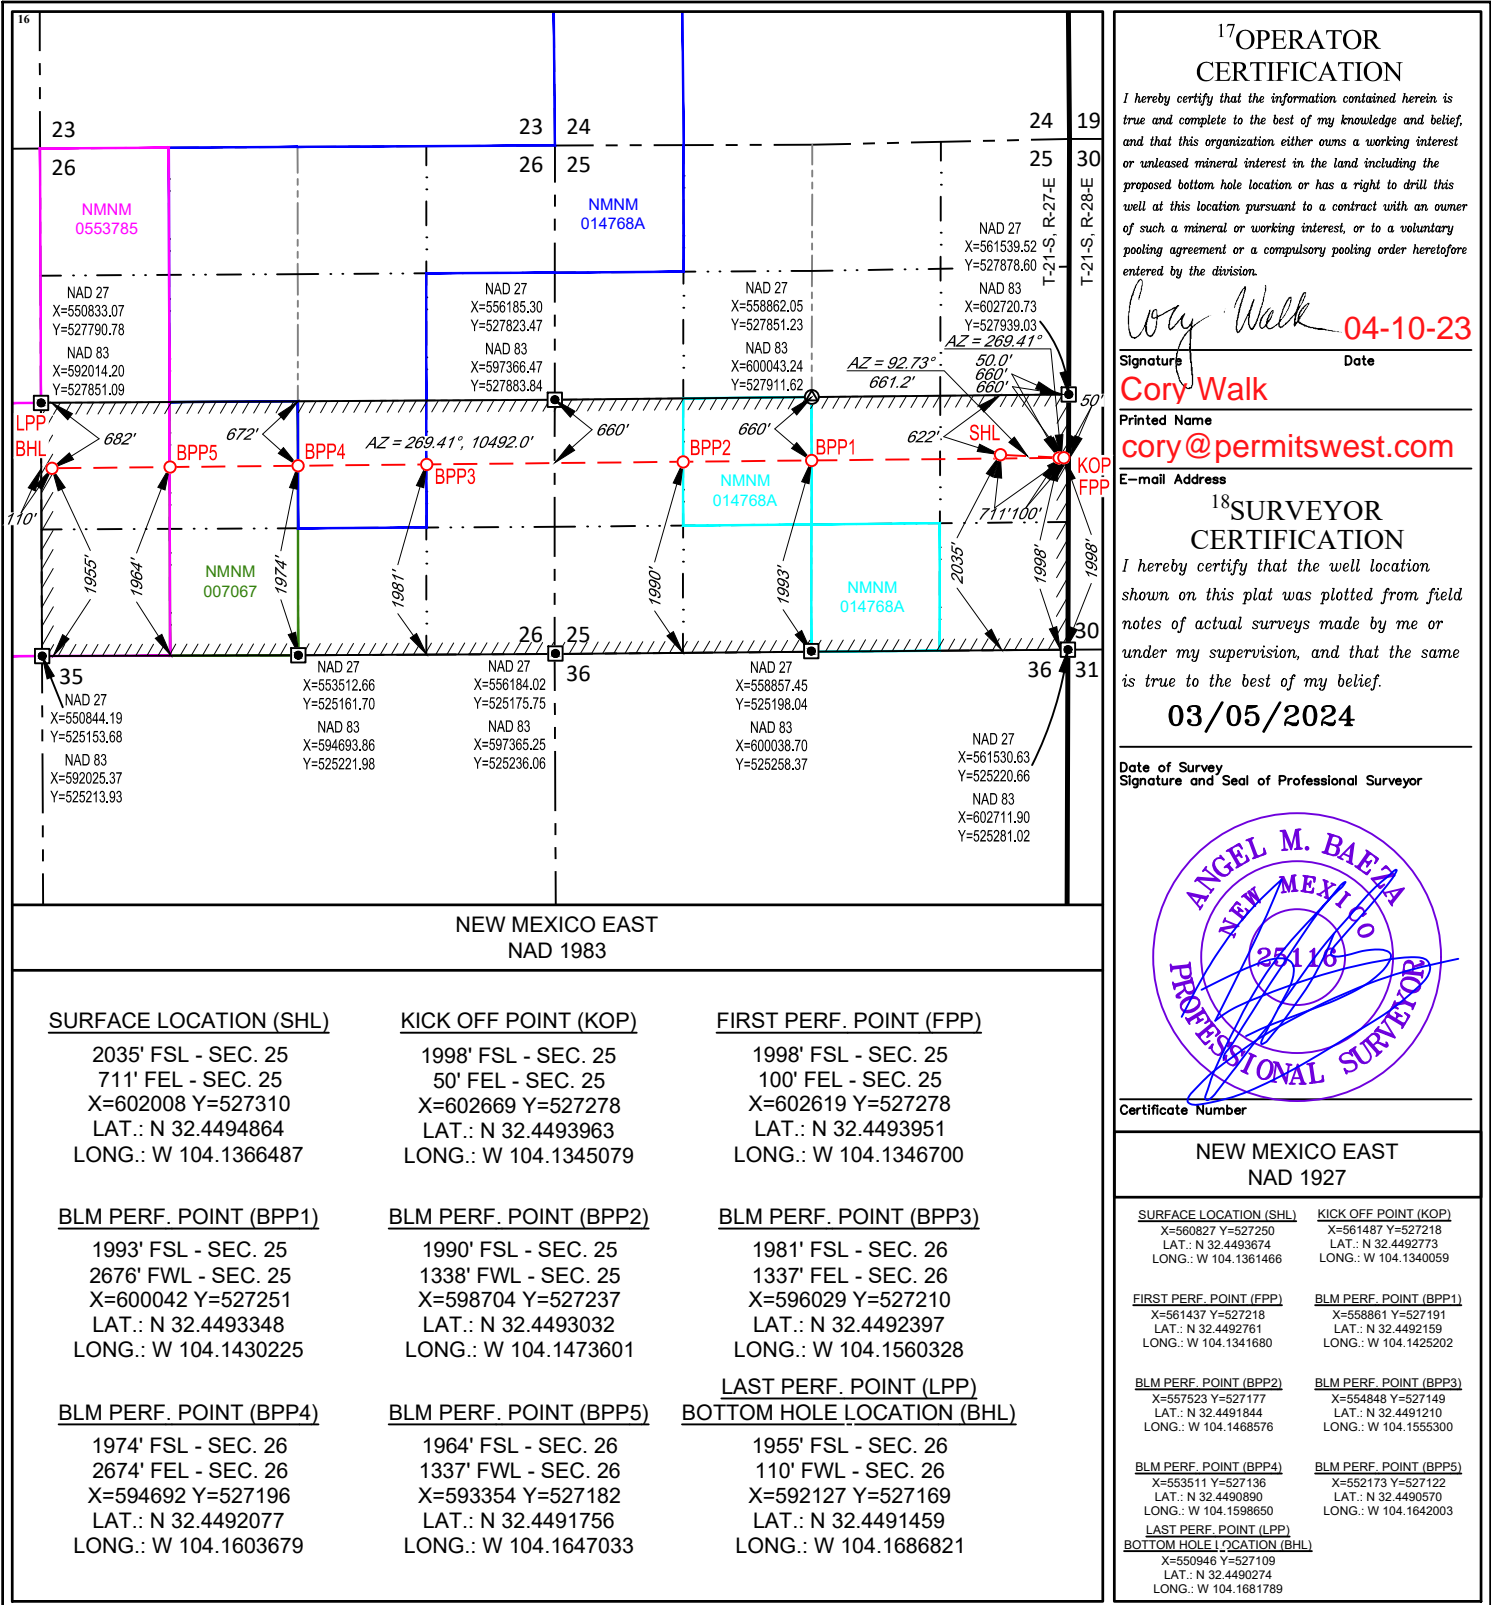 16
23
23
24
24
19
26
26
25
25
30
T-21-S, R-27-E
T-21-S, R-28-E
NMNM
0553785
NMNM
014768A
NAD 27
X=561539.52
Y=527878.60
NAD 83
X=602720.73
Y=527939.03
NAD 27
X=550833.07
Y=527790.78
NAD 83
X=592014.20
Y=527851.09
NAD 27
X=556185.30
Y=527823.47
NAD 83
X=597366.47
Y=527883.84
NAD 27
X=558862.05
Y=527851.23
NAD 83
X=600043.24
Y=527911.62
AZ = 269.41°
50.0'
660'
660'
AZ = 92.73°
661.2'
50'
LPP
BHL
682'
BPP5
672'
BPP4
AZ = 269.41°, 10492.0'
BPP3
660'
BPP2
660'
BPP1
622'
SHL
KOP
FPP
NMNM
014768A
711'
100'
110'
1955'
1964'
1974'
1981'
1990'
1993'
2035'
1998'
1998'
NMNM
007067
NMNM
014768A
26
25
30
35
36
36
31
NAD 27
X=550844.19
Y=525153.68
NAD 83
X=592025.37
Y=525213.93
NAD 27
X=553512.66
Y=525161.70
NAD 83
X=594693.86
Y=525221.98
NAD 27
X=556184.02
Y=525175.75
NAD 83
X=597365.25
Y=525236.06
NAD 27
X=558857.45
Y=525198.04
NAD 83
X=600038.70
Y=525258.37
NAD 27
X=561530.63
Y=525220.66
NAD 83
X=602711.90
Y=525281.02
NEW MEXICO EAST
NAD 1983
SURFACE LOCATION (SHL)
2035' FSL - SEC. 25
711' FEL - SEC. 25
X=602008 Y=527310
LAT.: N 32.4494864
LONG.: W 104.1366487
KICK OFF POINT (KOP)
1998' FSL - SEC. 25
50' FEL - SEC. 25
X=602669 Y=527278
LAT.: N 32.4493963
LONG.: W 104.1345079
FIRST PERF. POINT (FPP)
1998' FSL - SEC. 25
100' FEL - SEC. 25
X=602619 Y=527278
LAT.: N 32.4493951
LONG.: W 104.1346700
BLM PERF. POINT (BPP1)
1993' FSL - SEC. 25
2676' FWL - SEC. 25
X=600042 Y=527251
LAT.: N 32.4493348
LONG.: W 104.1430225
BLM PERF. POINT (BPP2)
1990' FSL - SEC. 25
1338' FWL - SEC. 25
X=598704 Y=527237
LAT.: N 32.4493032
LONG.: W 104.1473601
BLM PERF. POINT (BPP3)
1981' FSL - SEC. 26
1337' FEL - SEC. 26
X=596029 Y=527210
LAT.: N 32.4492397
LONG.: W 104.1560328
BLM PERF. POINT (BPP4)
1974' FSL - SEC. 26
2674' FEL - SEC. 26
X=594692 Y=527196
LAT.: N 32.4492077
LONG.: W 104.1603679
BLM PERF. POINT (BPP5)
1964' FSL - SEC. 26
1337' FWL - SEC. 26
X=593354 Y=527182
LAT.: N 32.4491756
LONG.: W 104.1647033
LAST PERF. POINT (LPP)
BOTTOM HOLE LOCATION (BHL)
1955' FSL - SEC. 26
110' FWL - SEC. 26
X=592127 Y=527169
LAT.: N 32.4491459
LONG.: W 104.1686821
17OPERATOR
CERTIFICATION
I hereby certify that the information contained herein is
true and complete to the best of my knowledge and belief,
and that this organization either owns a working interest
or unleased mineral interest in the land including the
proposed bottom hole location or has a right to drill this
well at this location pursuant to a contract with an owner
of such a mineral or working interest, or to a voluntary
pooling agreement or a compulsory pooling order heretofore
entered by the division.
Cory Walk 04-10-23
Signature Date
Cory Walk
Printed Name
cory@permitswest.com
E-mail Address
18SURVEYOR
CERTIFICATION
I hereby certify that the well location
shown on this plat was plotted from field
notes of actual surveys made by me or
under my supervision, and that the same
is true to the best of my belief.
03/05/2024
Date of Survey
Signature and Seal of Professional Surveyor
ANGEL M. BAEZA
NEW MEXICO
25116
PROFESSIONAL SURVEYOR
Certificate Number
NEW MEXICO EAST
NAD 1927
SURFACE LOCATION (SHL)
X=560827 Y=527250
LAT.: N 32.4493674
LONG.: W 104.1361466
KICK OFF POINT (KOP)
X=561487 Y=527218
LAT.: N 32.4492773
LONG.: W 104.1340059
FIRST PERF. POINT (FPP)
X=561437 Y=527218
LAT.: N 32.4492761
LONG.: W 104.1341680
BLM PERF. POINT (BPP1)
X=558861 Y=527191
LAT.: N 32.4492159
LONG.: W 104.1425202
BLM PERF. POINT (BPP2)
X=557523 Y=527177
LAT.: N 32.4491844
LONG.: W 104.1468576
BLM PERF. POINT (BPP3)
X=554848 Y=527149
LAT.: N 32.4491210
LONG.: W 104.1555300
BLM PERF. POINT (BPP4)
X=553511 Y=527136
LAT.: N 32.4490890
LONG.: W 104.1598650
BLM PERF. POINT (BPP5)
X=552173 Y=527122
LAT.: N 32.4490570
LONG.: W 104.1642003
LAST PERF. POINT (LPP)
BOTTOM HOLE LOCATION (BHL)
X=550946 Y=527109
LAT.: N 32.4490274
LONG.: W 104.1681789